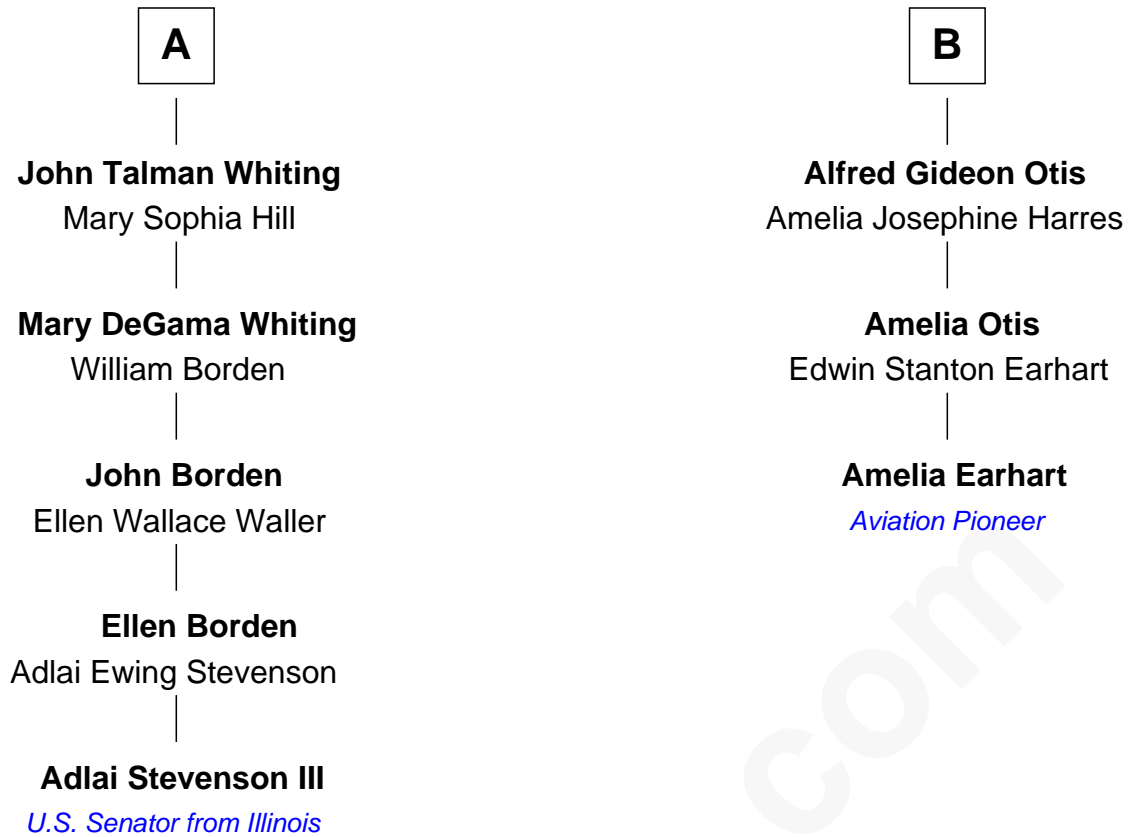 A
John Talman Whiting
Mary Sophia Hill
Mary DeGama Whiting
William Borden
John Borden
Ellen Wallace Waller
Ellen Borden
Adlai Ewing Stevenson
Adlai Stevenson III
U.S. Senator from Illinois
B
Alfred Gideon Otis
Amelia Josephine Harres
Amelia Otis
Edwin Stanton Earhart
Amelia Earhart
Aviation Pioneer
com